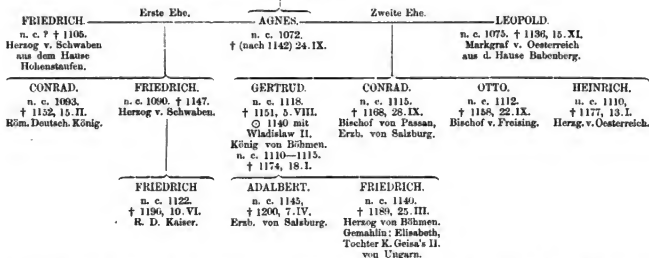 Erste Ehe. Zweite Ehe.
FRIEDRICH. AGNES. LEOPOLD.
n. c. ? † 1105. n. c. 1072. n. c. 1075. † 1136, 15. XI.
Herzog v. Schwaben † (nach 1142) 24. IX. Markgraf v. Oesterreich
aus dem Hause aus d. Hause Babenberg.
Hohenstaufen.
CONRAD. FRIEDRICH. GERTRUD. CONRAD. OTTO. HEINRICH.
n. c. 1093. n. c. 1090. † 1147. n. c. 1118. n. c. 1115. n. c. 1112. n. c. 1110,
† 1152, 15. II. Herzog v. Schwaben. † 1151, 5. VIII. † 1168, 28. IX. † 1158, 22. IX. † 1177, 13. I.
Röm. Deutsch. König. ⊙ 1140 mit Bischof von Passau, Bischof v. Freising. Herzg. v. Oesterreich.
Wladislaw II. Erzb. von Salzburg.
König von Böhmen.
n. c. 1110—1115.
† 1174, 18. I.
FRIEDRICH ADALBERT. FRIEDRICH.
n. c. 1122. n. c. 1145, n. c. 1140.
† 1190, 10. VI. † 1200, 7. IV. † 1189, 25. III.
R. D. Kaiser. Erzb. von Salzburg. Herzog von Böhmen.
Gemahlin: Elisabeth,
Tochter K. Geisa's II.
von Ungarn.